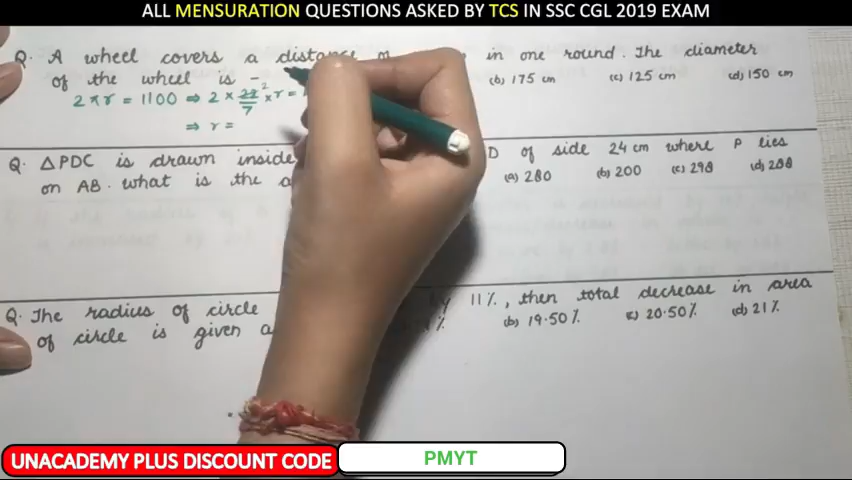 ALL MENSURATION QUESTIONS ASKED BY TCS IN SSC CGL 2019 EXAM
Q. A wheel covers a distance in one round. The diameter
of the wheel is - (b) 175 cm (c) 125 cm (d) 150 cm
2πr = 1100 ⇒ 2 × 22/7 × r =
⇒ r =
Q. △PDC is drawn inside D of side 24 cm where P lies
on AB. what is the (a) 280 (b) 200 (c) 298 (d) 288
Q. The radius of circle 11%, then total decrease in area
of circle is given (b) 19.50% (c) 20.50% (d) 21%
UNACADEMY PLUS DISCOUNT CODE
PMYT